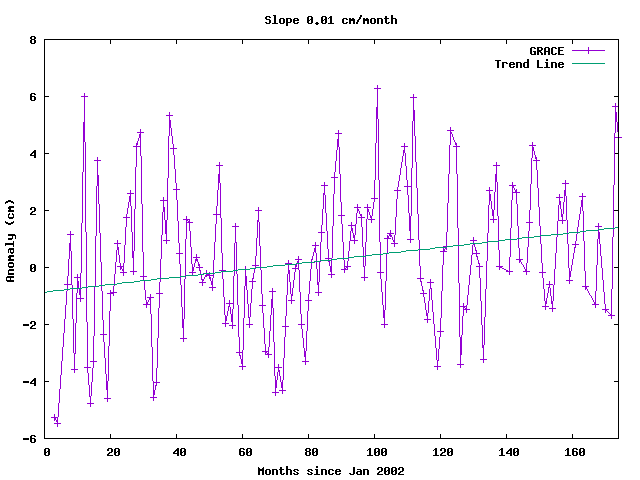 Slope 0.01 cm/month
GRACE
Trend Line
8
6
4
2
0
-2
-4
-6
Anomaly (cm)
0 20 40 60 80 100 120 140 160
Months since Jan 2002